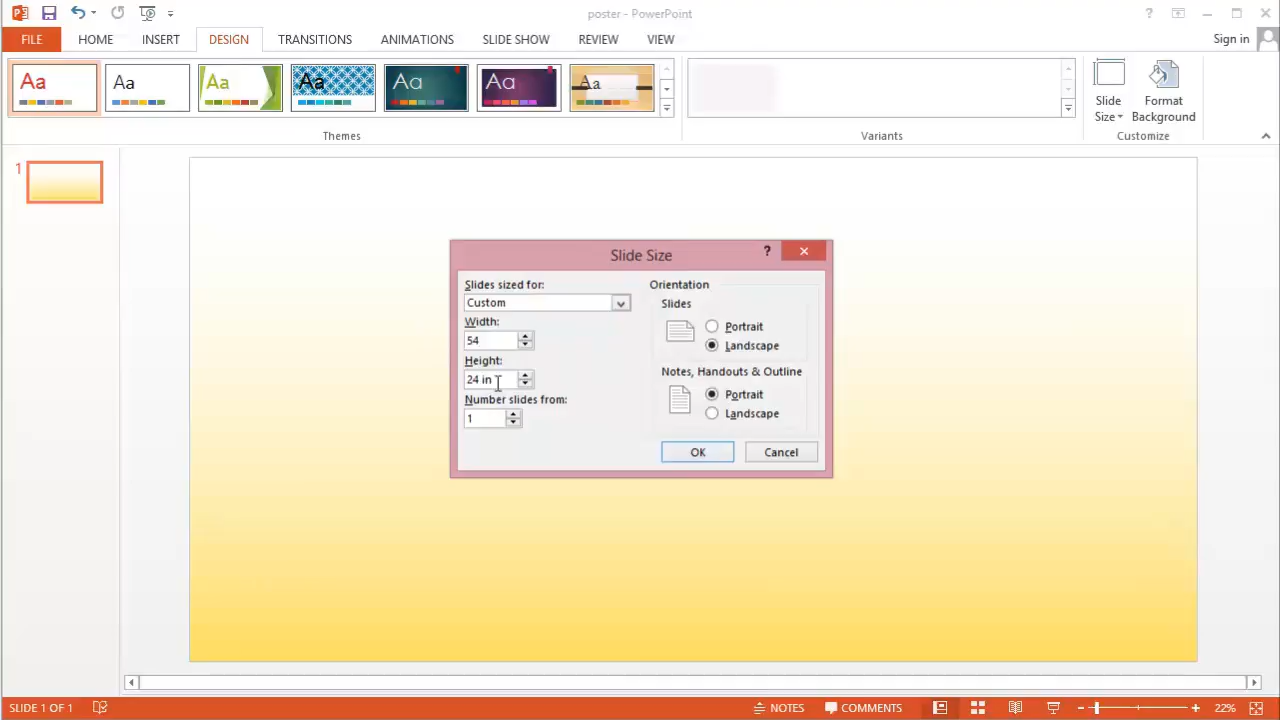 poster - PowerPoint
?
FILE HOME INSERT DESIGN TRANSITIONS ANIMATIONS SLIDE SHOW REVIEW VIEW Sign in
Aa Aa Aa Aa Aa Aa Aa
Slide Size Format Background
Themes Variants Customize
1
Slide Size ?
Slides sized for:
Custom
Width:
54
Height:
24 in
Number slides from:
1
Orientation
Slides
Portrait
Landscape
Notes, Handouts & Outline
Portrait
Landscape
OK Cancel
SLIDE 1 OF 1 NOTES COMMENTS 22%